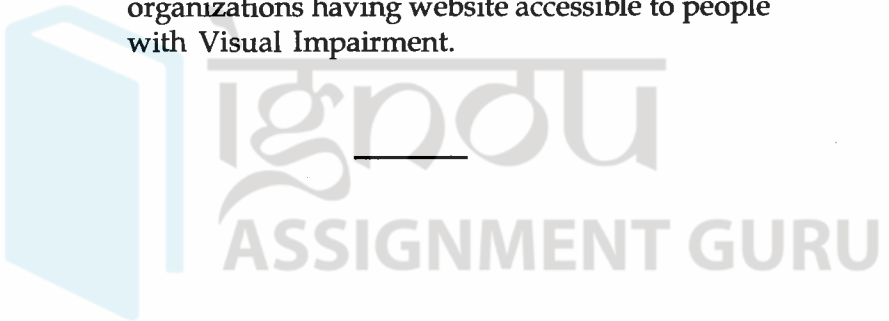 organizations having website accessible to people
with Visual Impairment.
ignou
ASSIGNMENT GURU